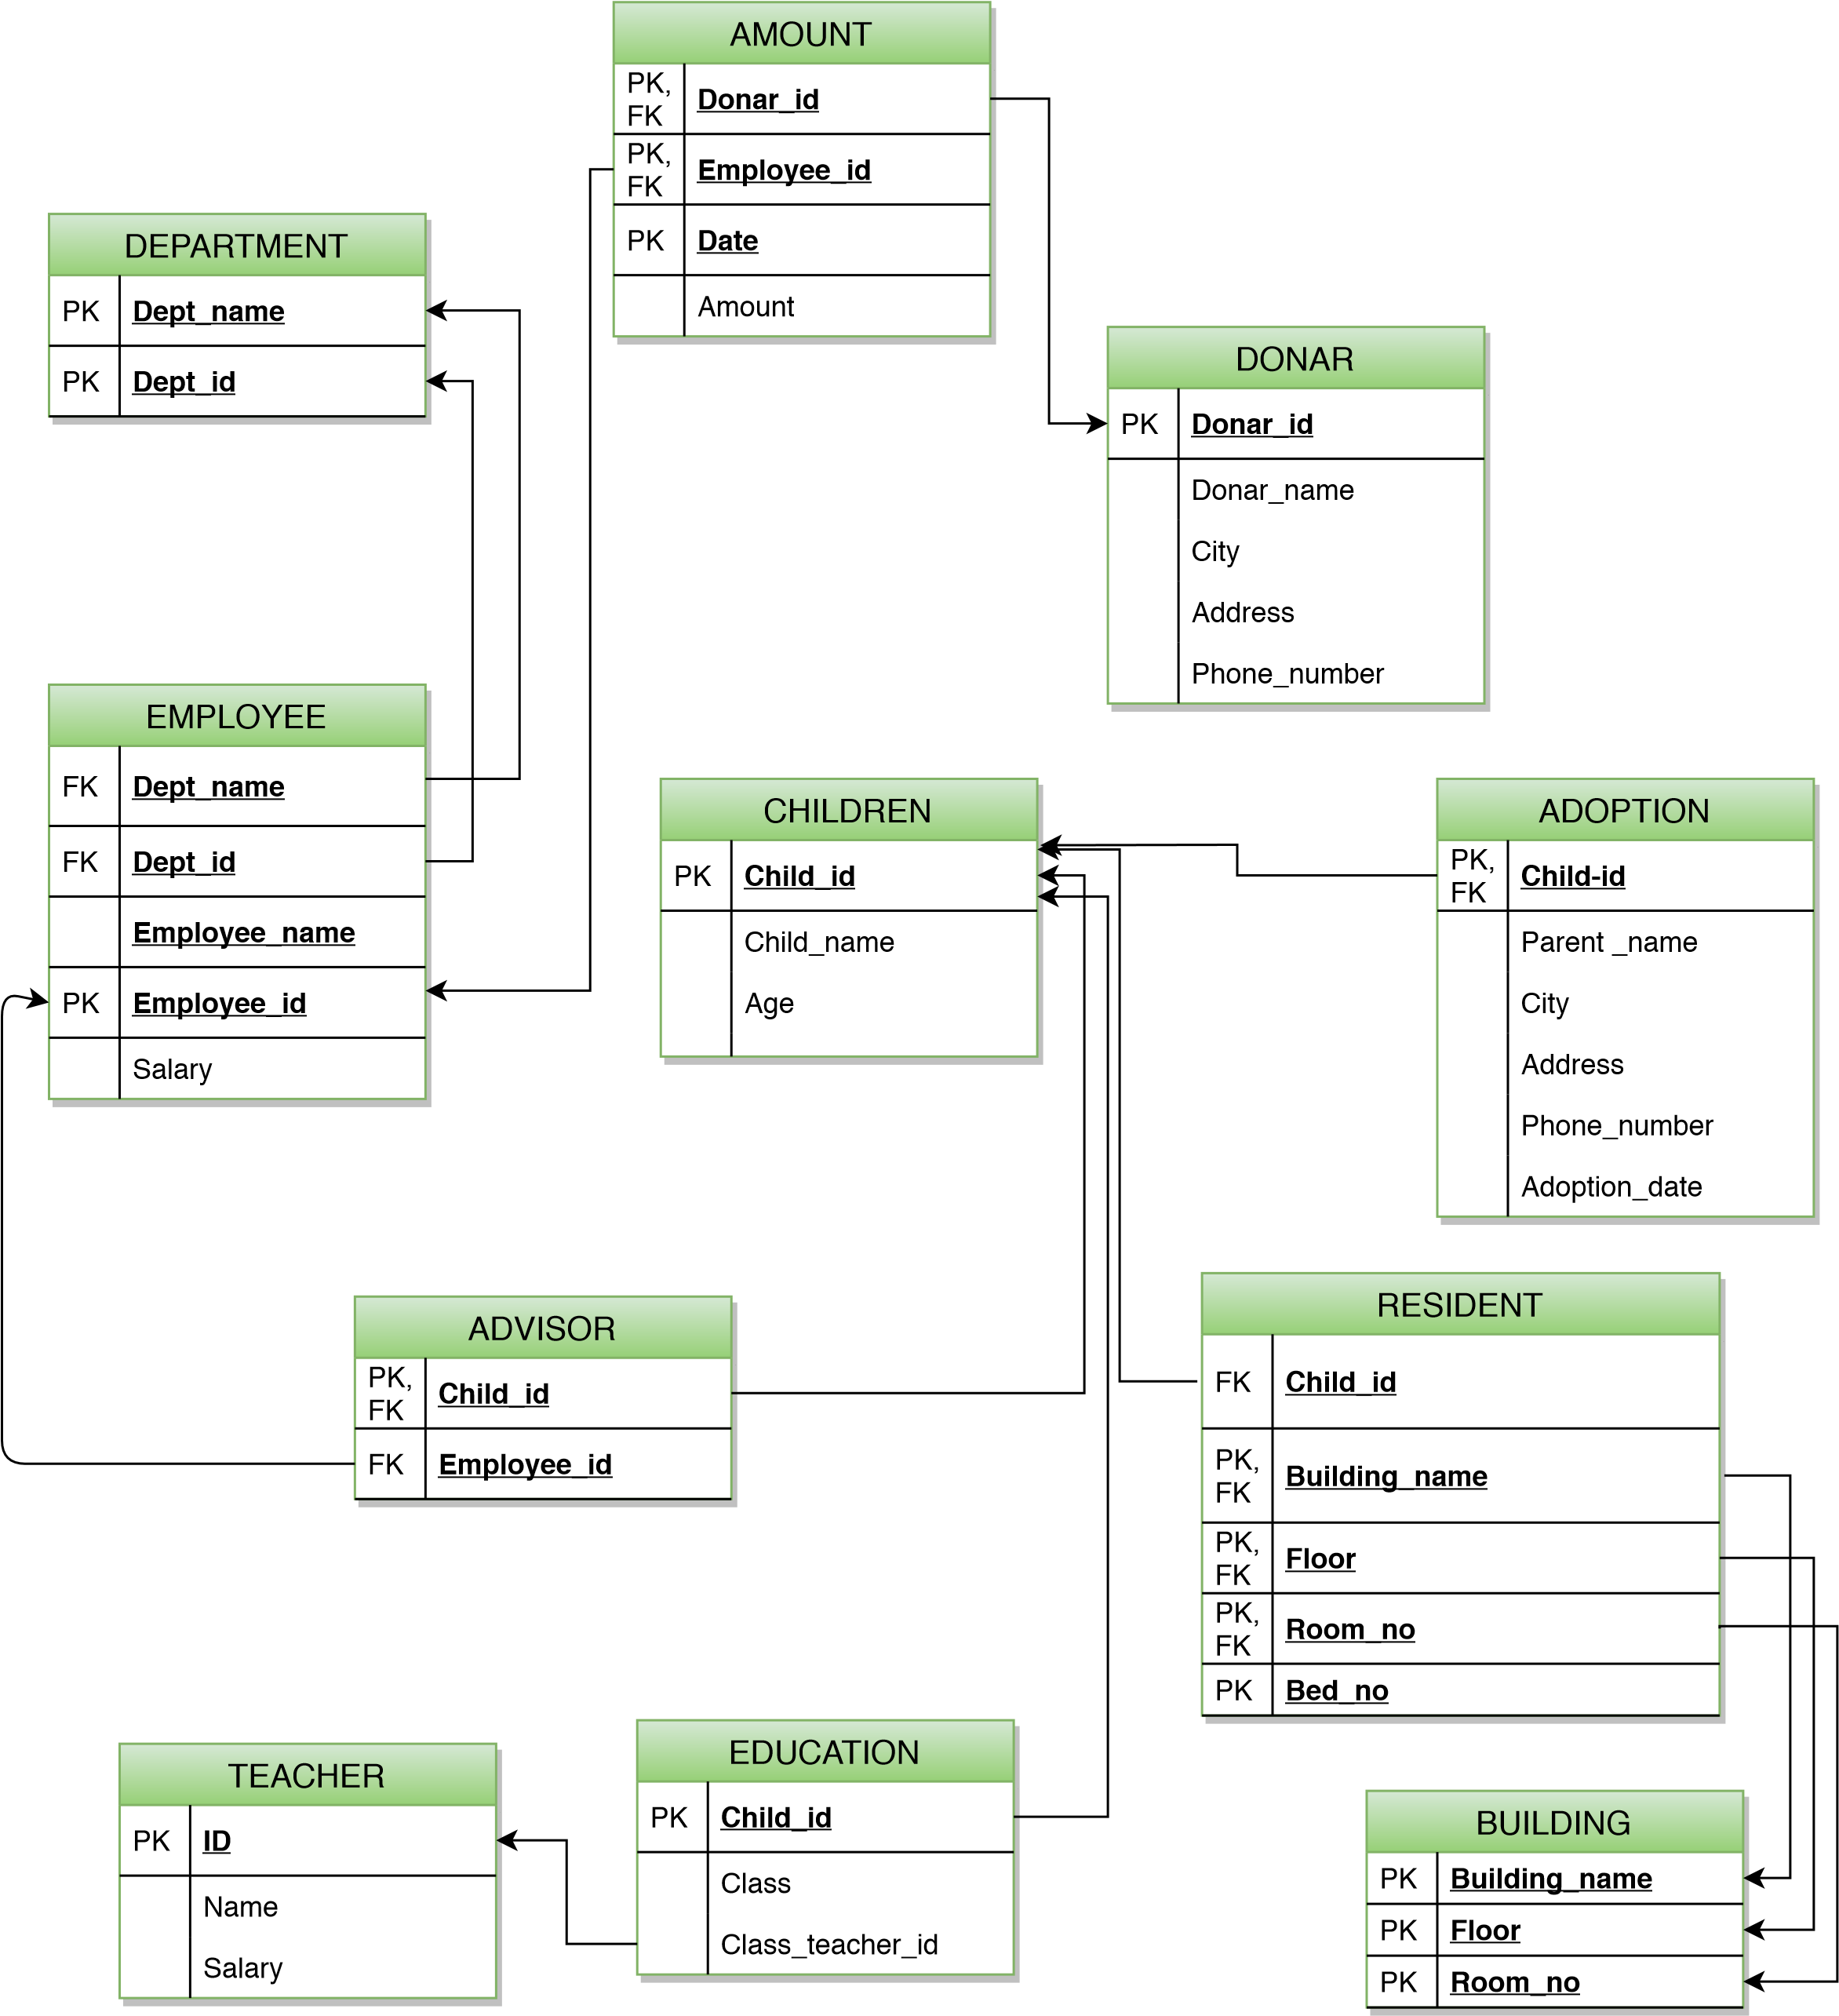 AMOUNT
PK,
FK
Donar_id
PK,
FK
Employee_id
PK
Date
Amount
DEPARTMENT
PK
Dept_name
PK
Dept_id
DONAR
PK
Donar_id
Donar_name
City
Address
Phone_number
EMPLOYEE
FK
Dept_name
FK
Dept_id
Employee_name
PK
Employee_id
Salary
CHILDREN
PK
Child_id
Child_name
Age
ADOPTION
PK,
FK
Child-id
Parent _name
City
Address
Phone_number
Adoption_date
ADVISOR
PK,
FK
Child_id
FK
Employee_id
RESIDENT
FK
Child_id
PK,
FK
Building_name
PK,
FK
Floor
PK,
FK
Room_no
PK
Bed_no
TEACHER
PK
ID
Name
Salary
EDUCATION
PK
Child_id
Class
Class_teacher_id
BUILDING
PK
Building_name
PK
Floor
PK
Room_no